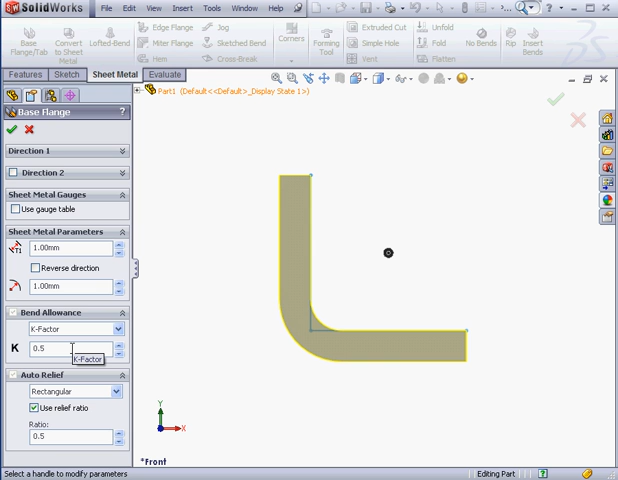 SolidWorks
File Edit View Insert Tools Window
Base
Flange/Tab
Convert
to Sheet
Metal
Lofted-Bend
Edge Flange
Miter Flange
Hem
Jog
Sketched Bend
Cross-Break
Corners
Forming
Tool
Extruded Cut
Simple Hole
Vent
Unfold
Fold
Flatten
No Bends
Rip
Insert
Bends
Features Sketch Sheet Metal Evaluate
Part1 (Default<<Default>_Display State 1>)
Base Flange ?
Direction 1
Direction 2
Sheet Metal Gauges
Use gauge table
Sheet Metal Parameters
T1 1.00mm
Reverse direction
1.00mm
Bend Allowance
K-Factor
K 0.5
K-Factor
Auto Relief
Rectangular
Use relief ratio
Ratio:
0.5
Y
X
*Front
Select a handle to modify parameters
Editing Part